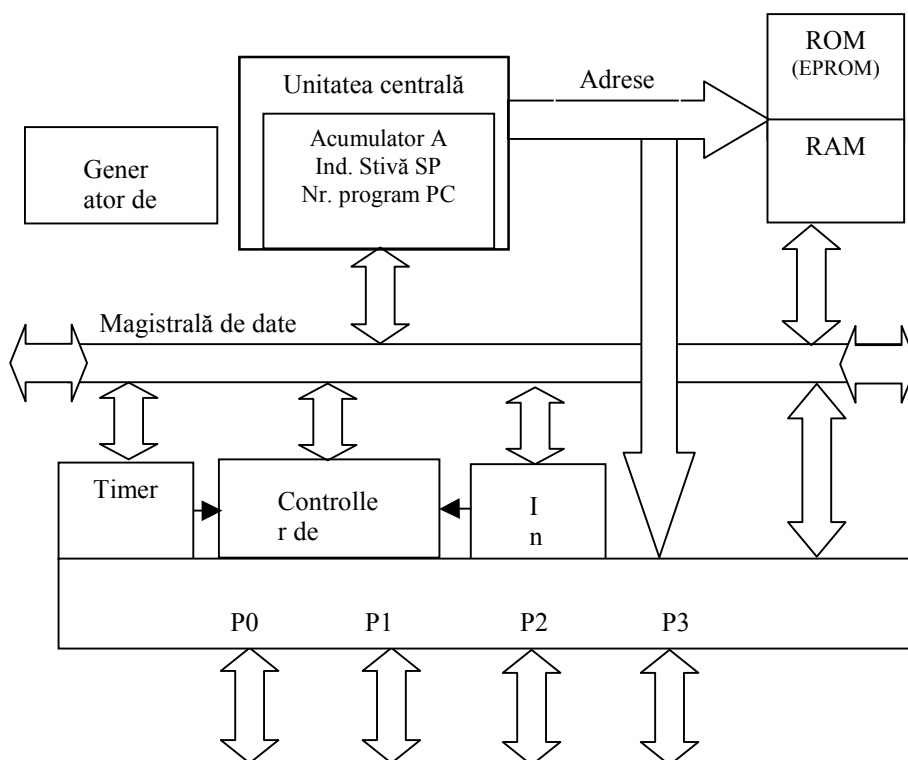 ROM
(EPROM)
Unitatea centrală
Adrese
Acumulator A
Ind. Stivă SP
Nr. program PC
RAM
Gener
ator de
Magistrală de date
Timer
Controlle
r de
I
n
P0
P1
P2
P3